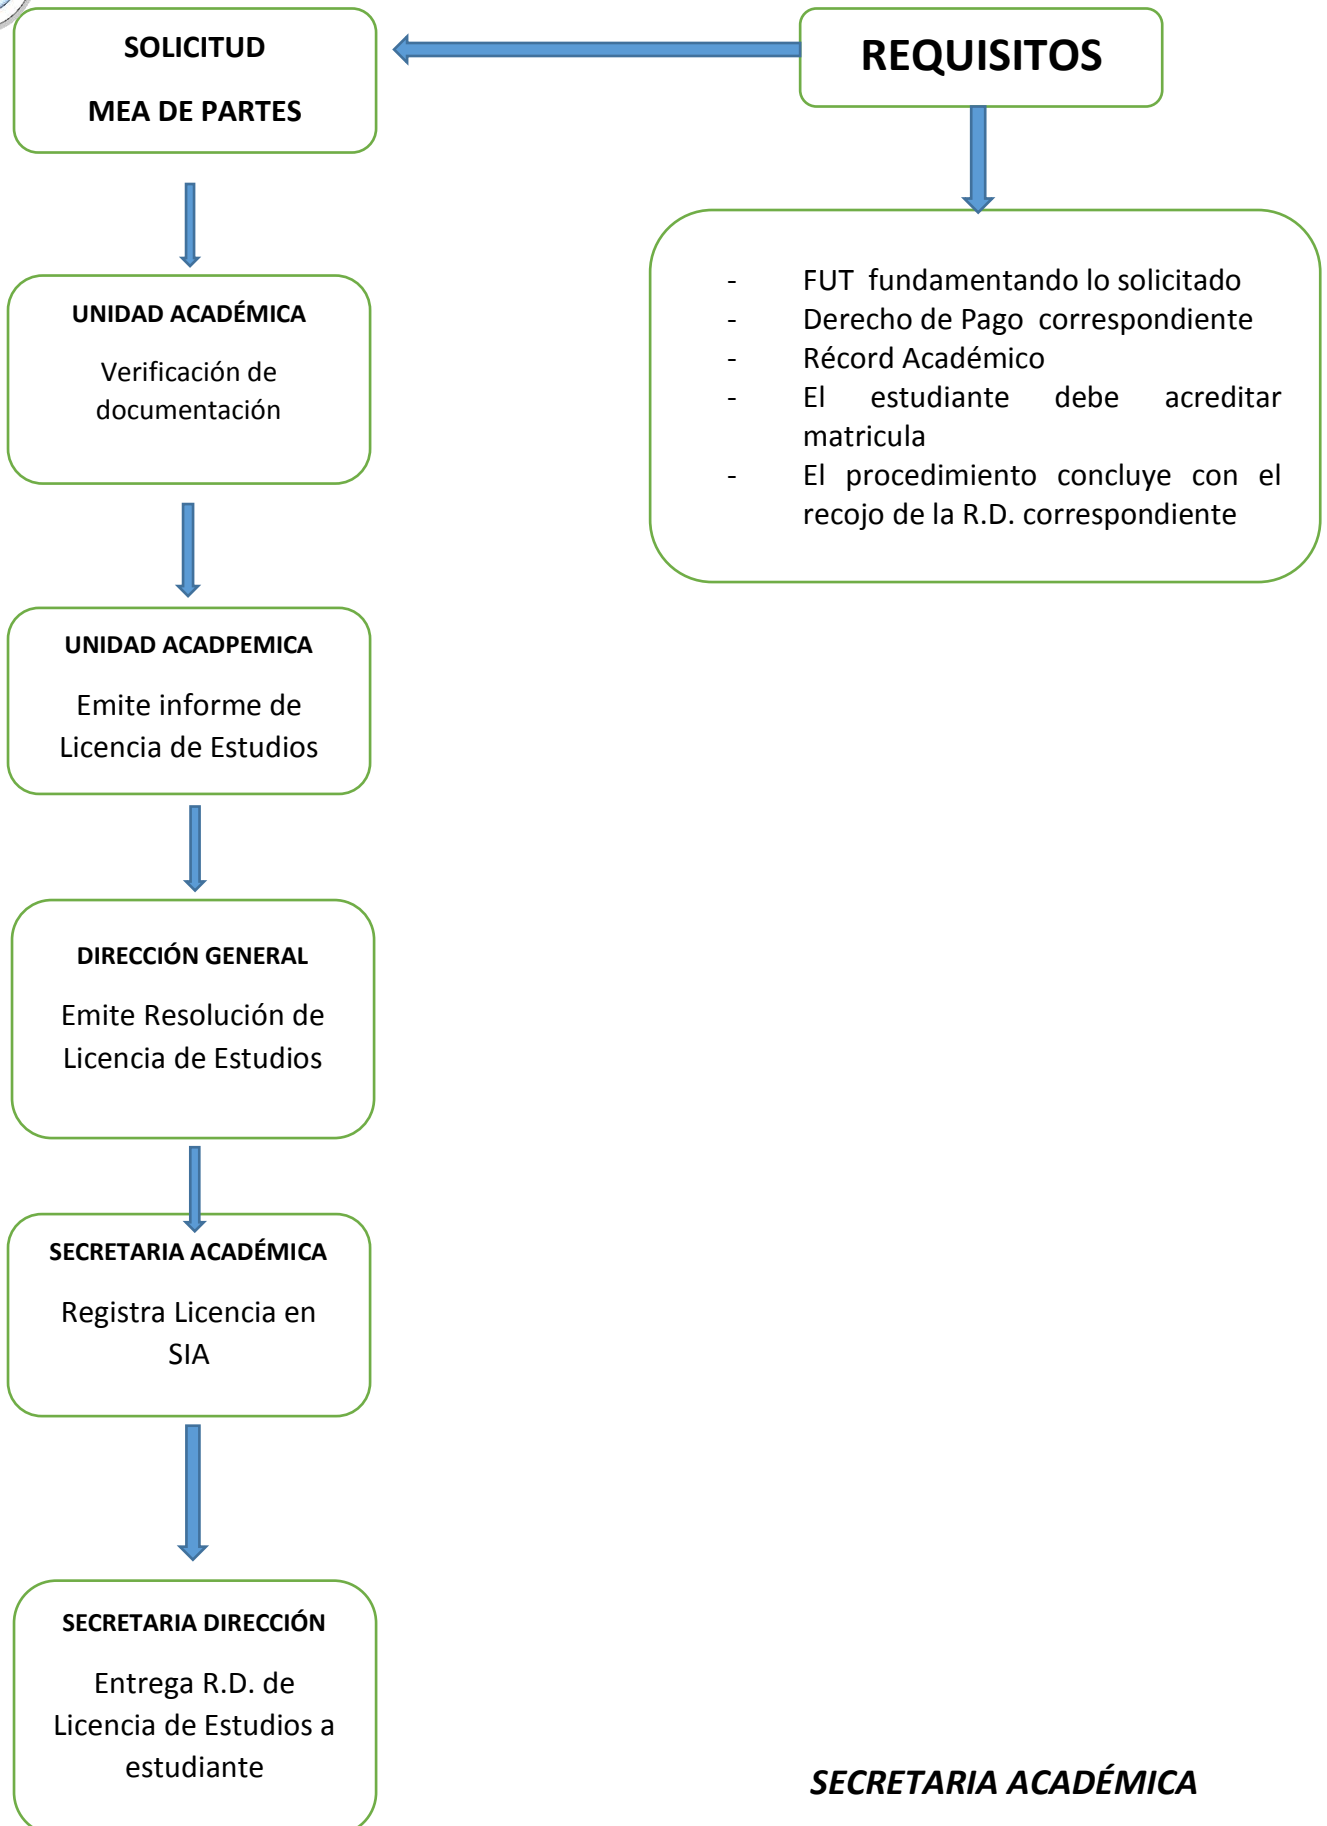 SOLICITUD
MEA DE PARTES
REQUISITOS
- FUT fundamentando lo solicitado
- Derecho de Pago correspondiente
- Récord Académico
- El estudiante debe acreditar
matricula
- El procedimiento concluye con el
recojo de la R.D. correspondiente
UNIDAD ACADÉMICA
Verificación de
documentación
UNIDAD ACADPEMICA
Emite informe de
Licencia de Estudios
DIRECCIÓN GENERAL
Emite Resolución de
Licencia de Estudios
SECRETARIA ACADÉMICA
Registra Licencia en
SIA
SECRETARIA DIRECCIÓN
Entrega R.D. de
Licencia de Estudios a
estudiante
SECRETARIA ACADÉMICA